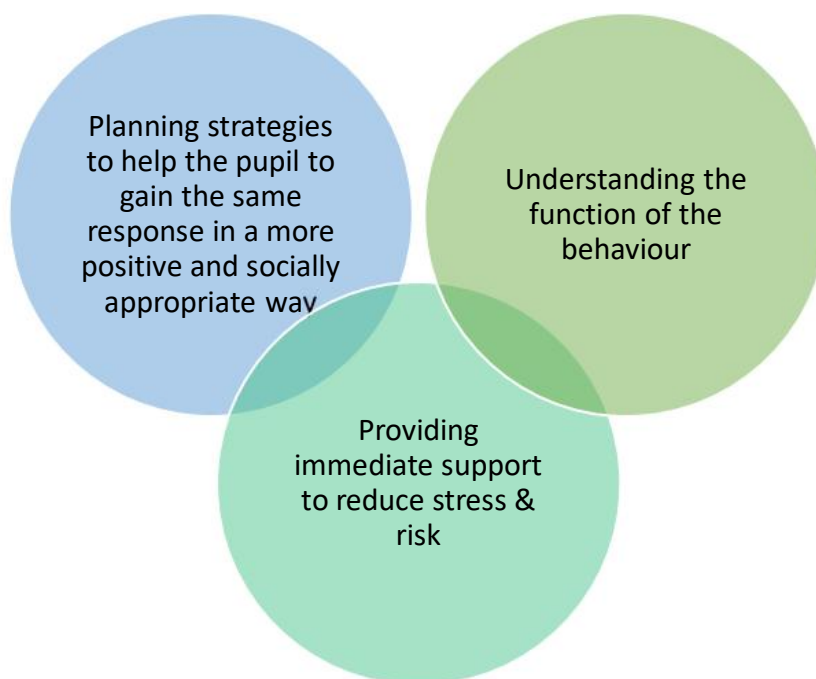 Planning strategies
to help the pupil to
gain the same
response in a more
positive and socially
appropriate way
Understanding the
function of the
behaviour
Providing
immediate support
to reduce stress &
risk